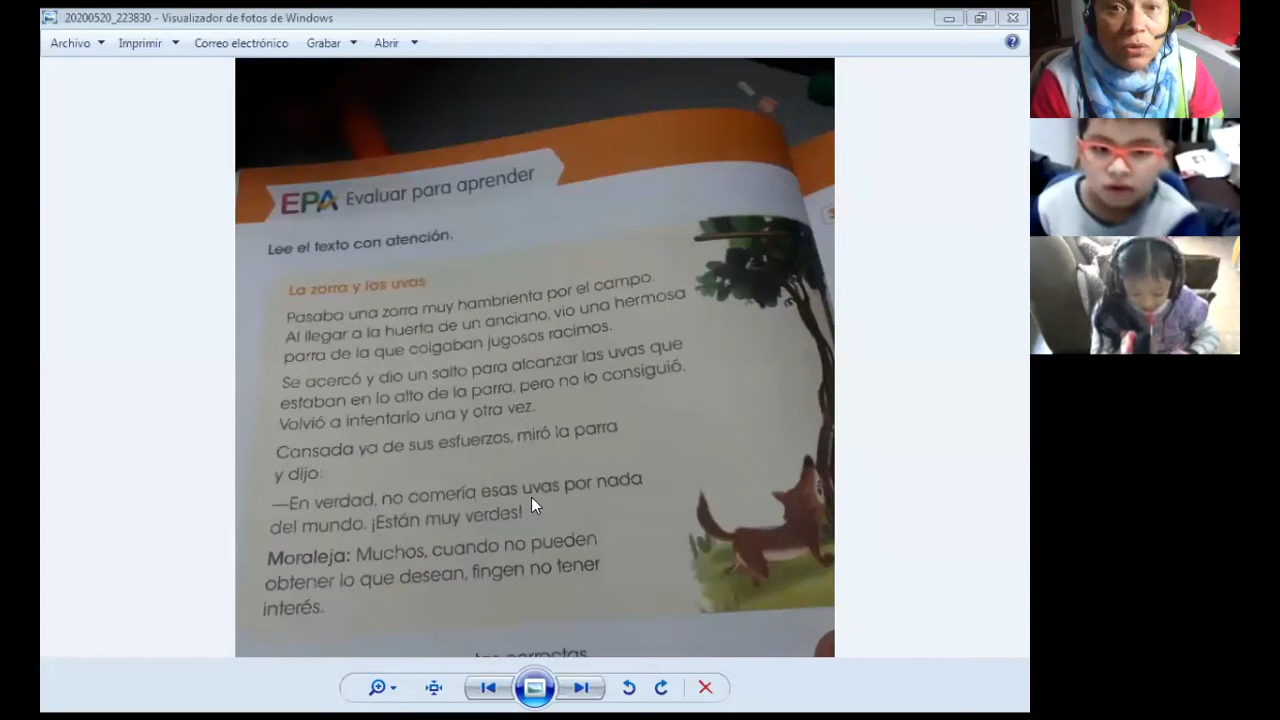 20200520_223830 - Visualizador de fotos de Windows
Archivo Imprimir Correo electrónico Grabar Abrir
EPA Evaluar para aprender
Lee el texto con atención.
La zorra y las uvas
Pasaba una zorra muy hambrienta por el campo.
Al llegar a la huerta de un anciano, vio una hermosa
parra de la que colgaban jugosos racimos.
Se acercó y dio un salto para alcanzar las uvas que
estaban en lo alto de la parra, pero no lo consiguió.
Volvió a intentarlo una y otra vez.
Cansada ya de sus esfuerzos, miró la parra
y dijo:
—En verdad, no comería esas uvas por nada
del mundo. ¡Están muy verdes!
Moraleja: Muchos, cuando no pueden
obtener lo que desean, fingen no tener
interés.
correctas